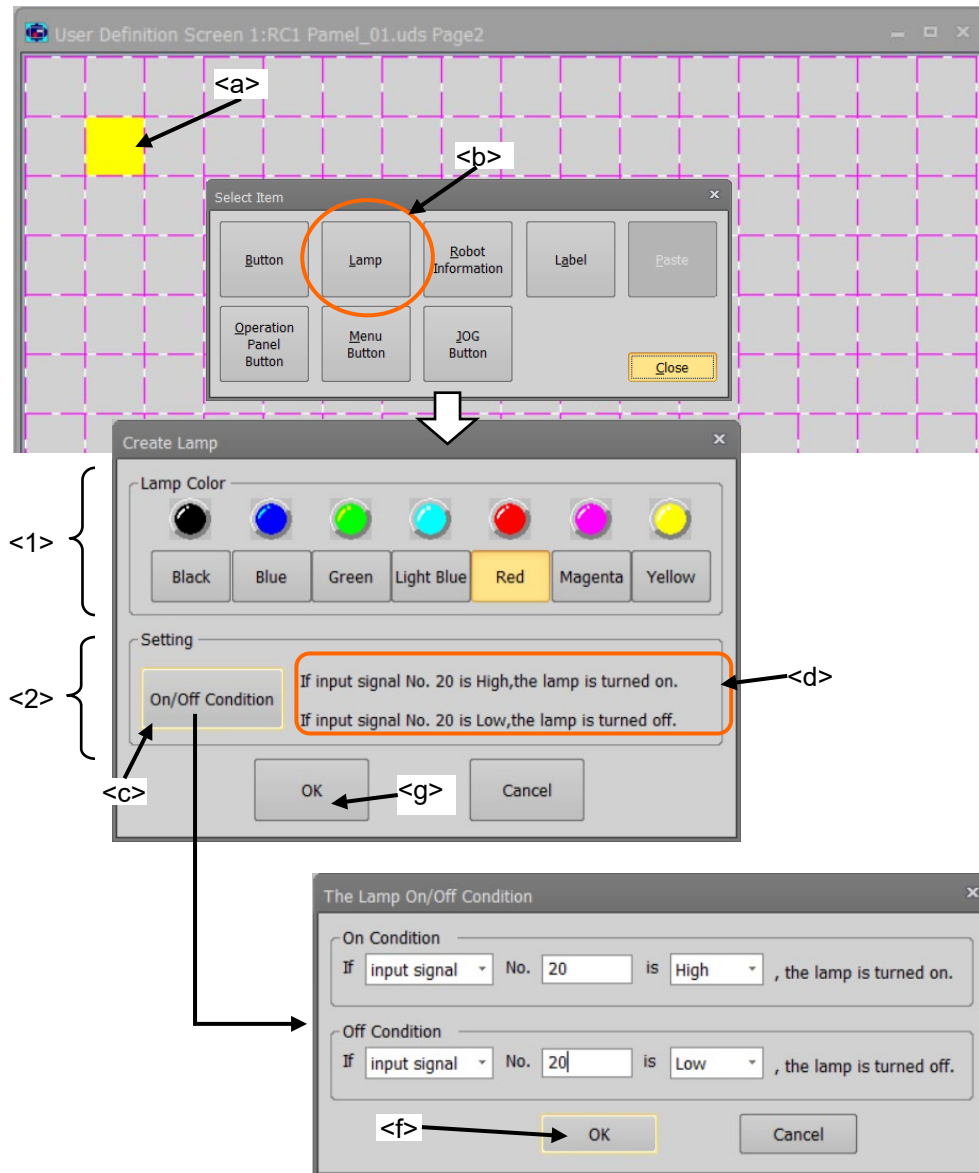 User Definition Screen 1:RC1 Pamel_01.uds Page2
<a>
<b>
Select Item
Button
Lamp
Robot
Information
Label
Paste
Operation
Panel
Button
Menu
Button
JOG
Button
Close
Create Lamp
<1>
Lamp Color
Black
Blue
Green
Light Blue
Red
Magenta
Yellow
<2>
Setting
On/Off Condition
If input signal No. 20 is High,the lamp is turned on.
If input signal No. 20 is Low,the lamp is turned off.
<d>
<c>
OK
<g>
Cancel
The Lamp On/Off Condition
On Condition
If input signal No. 20 is High , the lamp is turned on.
Off Condition
If input signal No. 20 is Low , the lamp is turned off.
<f>
OK
Cancel